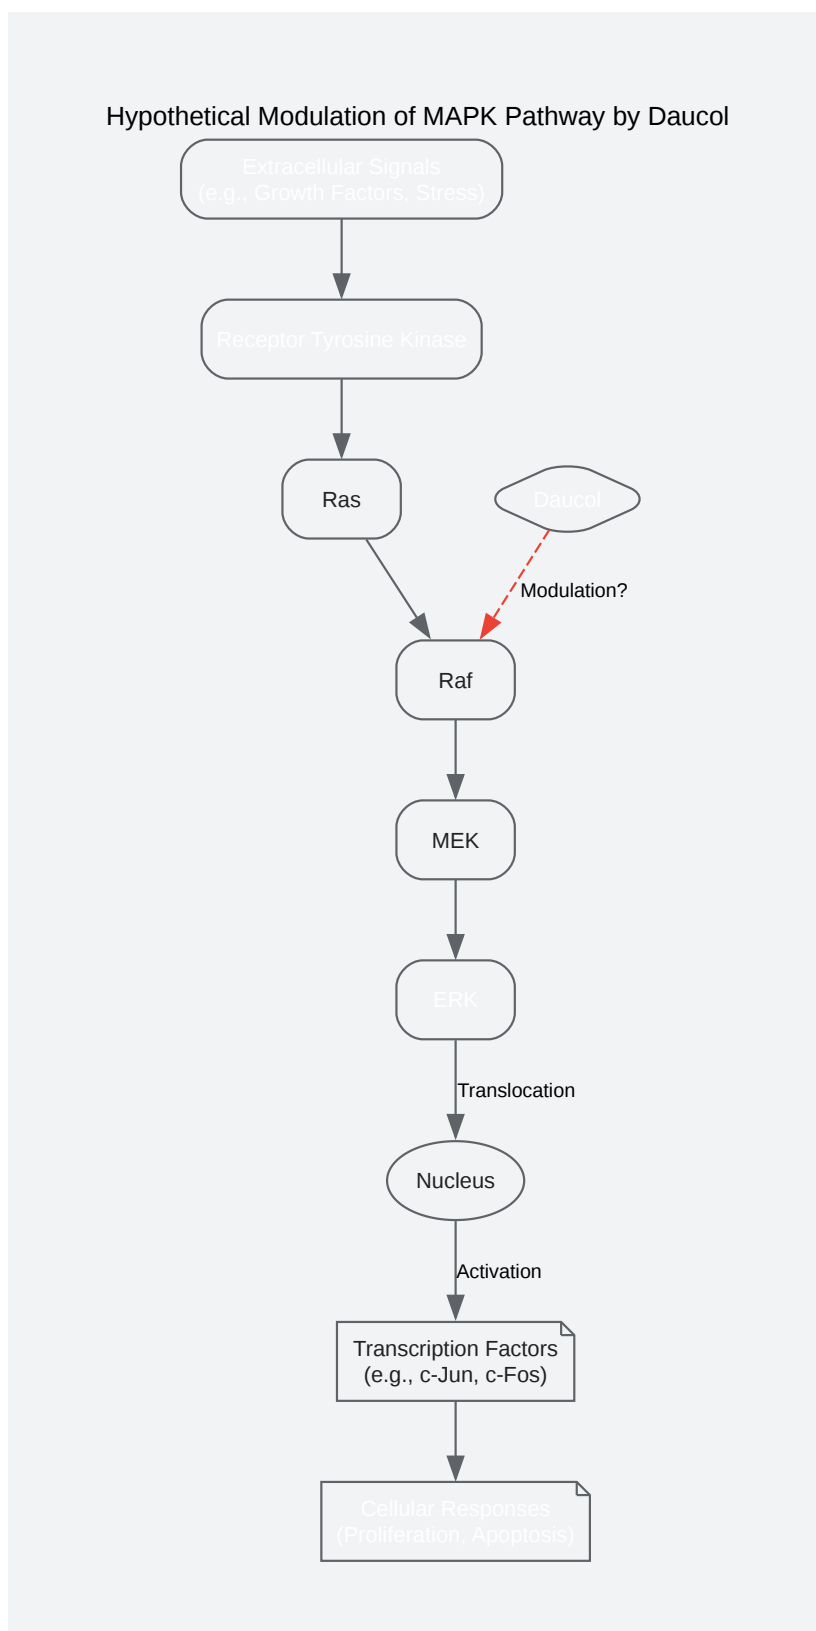 Hypothetical Modulation of MAPK Pathway by Daucol
Extracellular Signals
(e.g., Growth Factors, Stress)
Receptor Tyrosine Kinase
Ras
Daucol
Modulation?
Raf
MEK
ERK
Translocation
Nucleus
Activation
Transcription Factors
(e.g., c-Jun, c-Fos)
Cellular Responses
(Proliferation, Apoptosis)